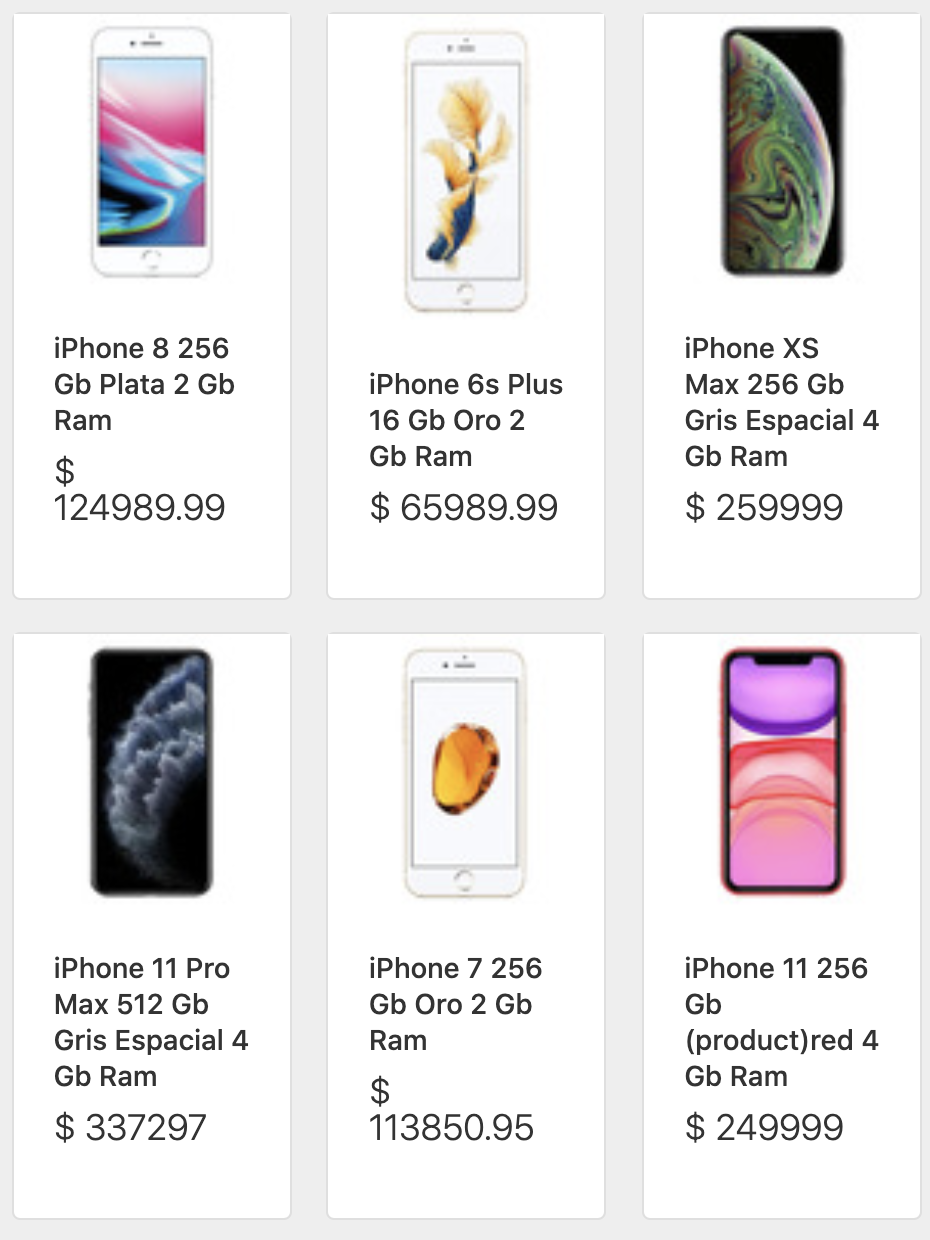 iPhone 8 256
Gb Plata 2 Gb
Ram
$
124989.99
iPhone 6s Plus
16 Gb Oro 2
Gb Ram
$ 65989.99
iPhone XS
Max 256 Gb
Gris Espacial 4
Gb Ram
$ 259999
iPhone 11 Pro
Max 512 Gb
Gris Espacial 4
Gb Ram
$ 337297
iPhone 7 256
Gb Oro 2 Gb
Ram
$
113850.95
iPhone 11 256
Gb
(product)red 4
Gb Ram
$ 249999